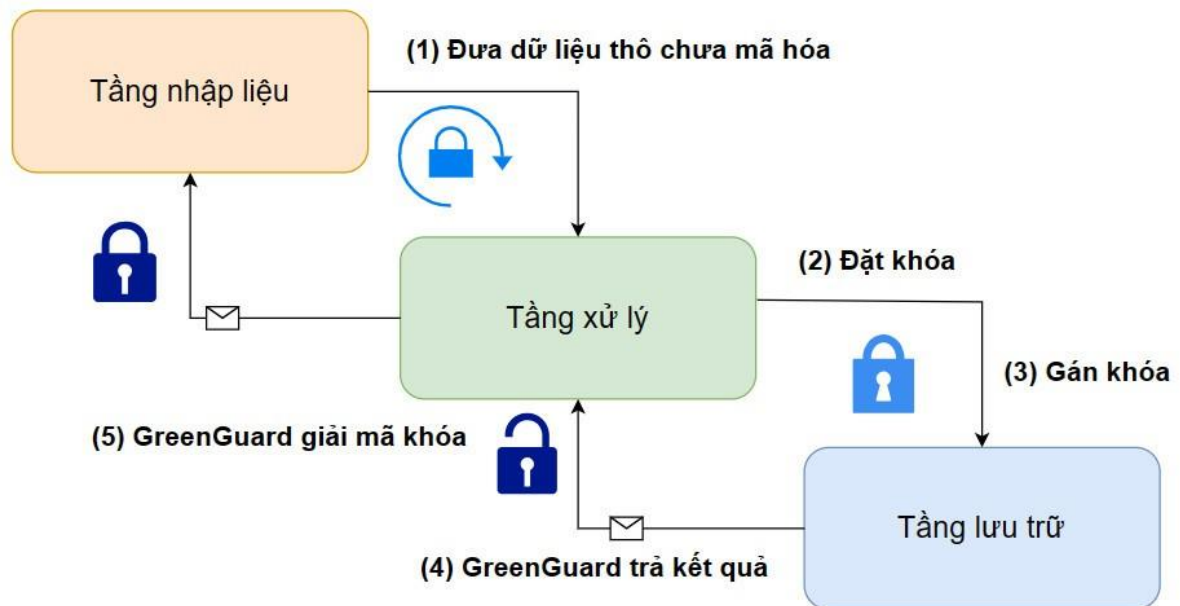 (1) Đưa dữ liệu thô chưa mã hóa
Tầng nhập liệu
(2) Đặt khóa
Tầng xử lý
(3) Gán khóa
(5) GreenGuard giải mã khóa
Tầng lưu trữ
(4) GreenGuard trả kết quả